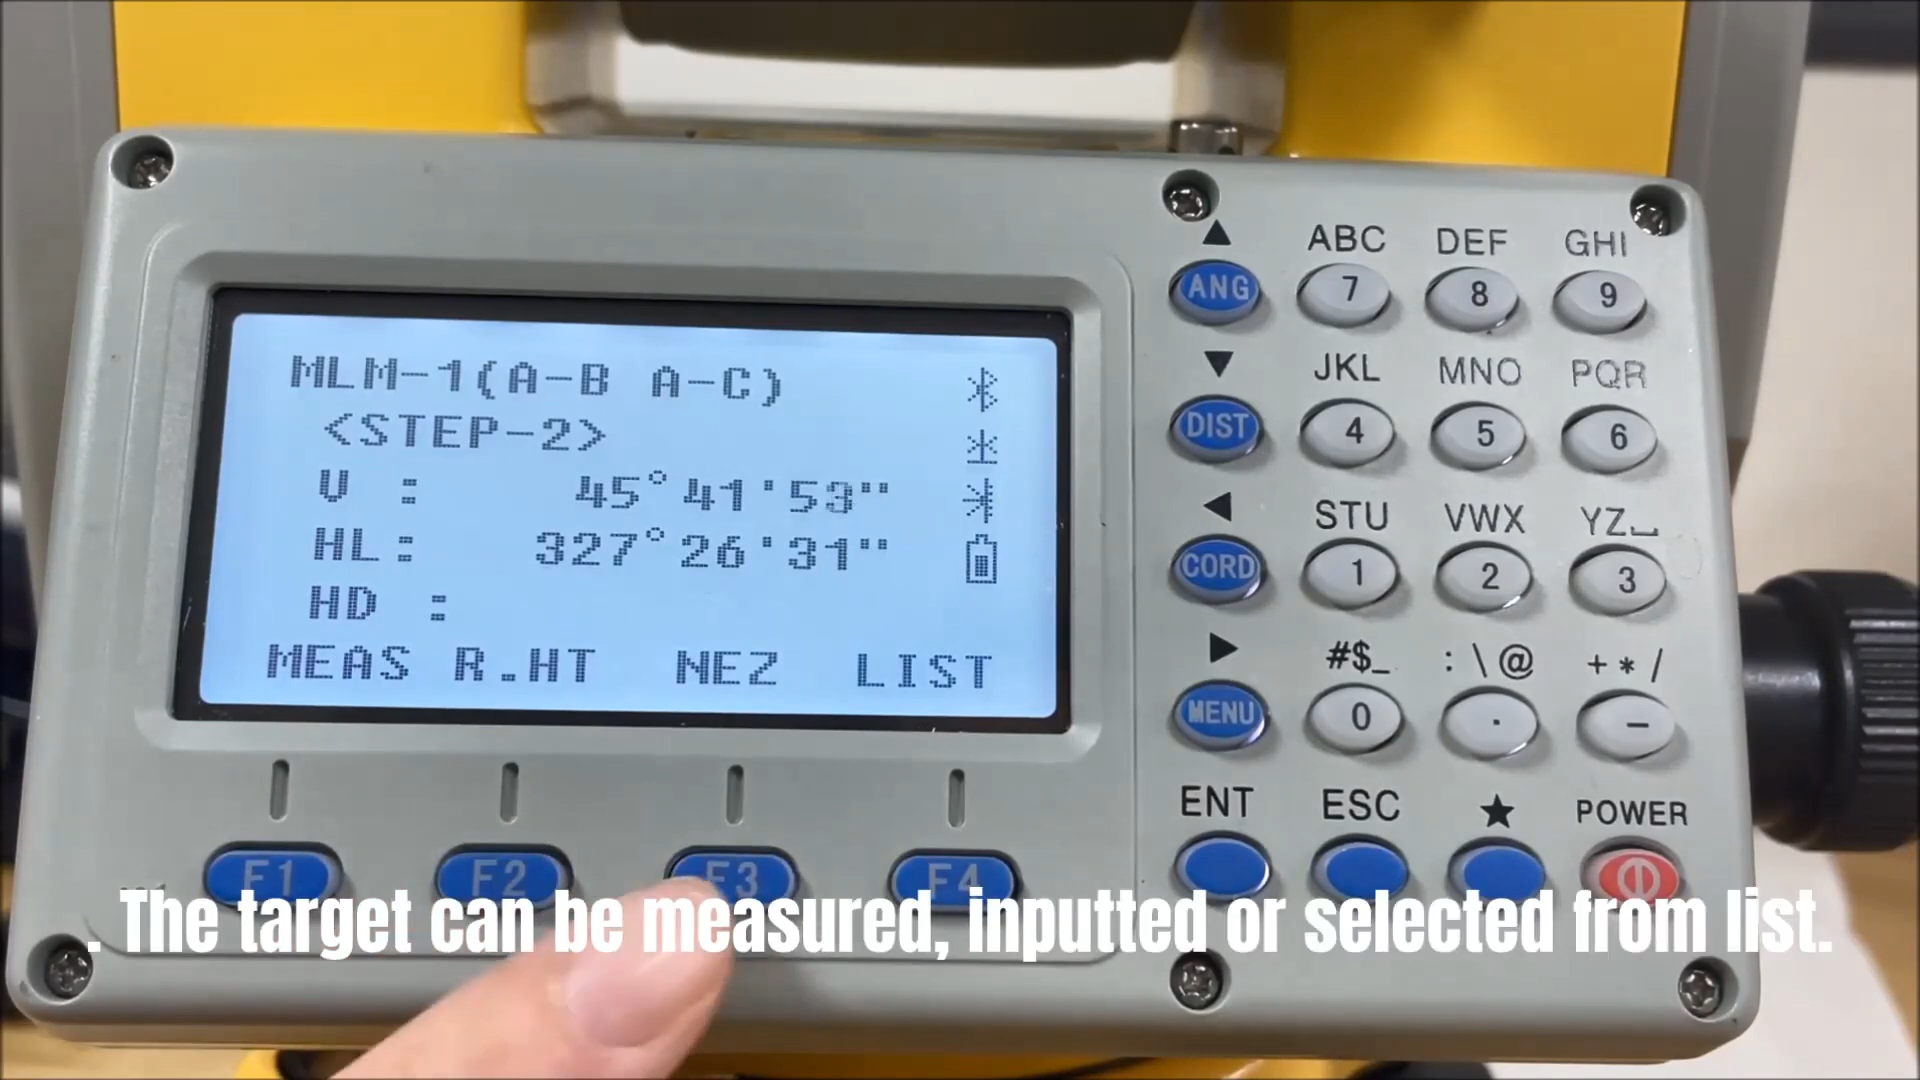 MLM-1(A-B A-C)
<STEP-2>
V : 45°41'53"
HL: 327°26'31"
HD :
MEAS R.HT NEZ LIST
F1 F2 F3 F4
ABC DEF GHI
ANG 7 8 9
JKL MNO PQR
DIST 4 5 6
STU VWX YZ⎵
CORD 1 2 3
#$_ :\@ +*/
MENU 0 . -
ENT ESC ★ POWER
. The target can be measured, inputted or selected from list.